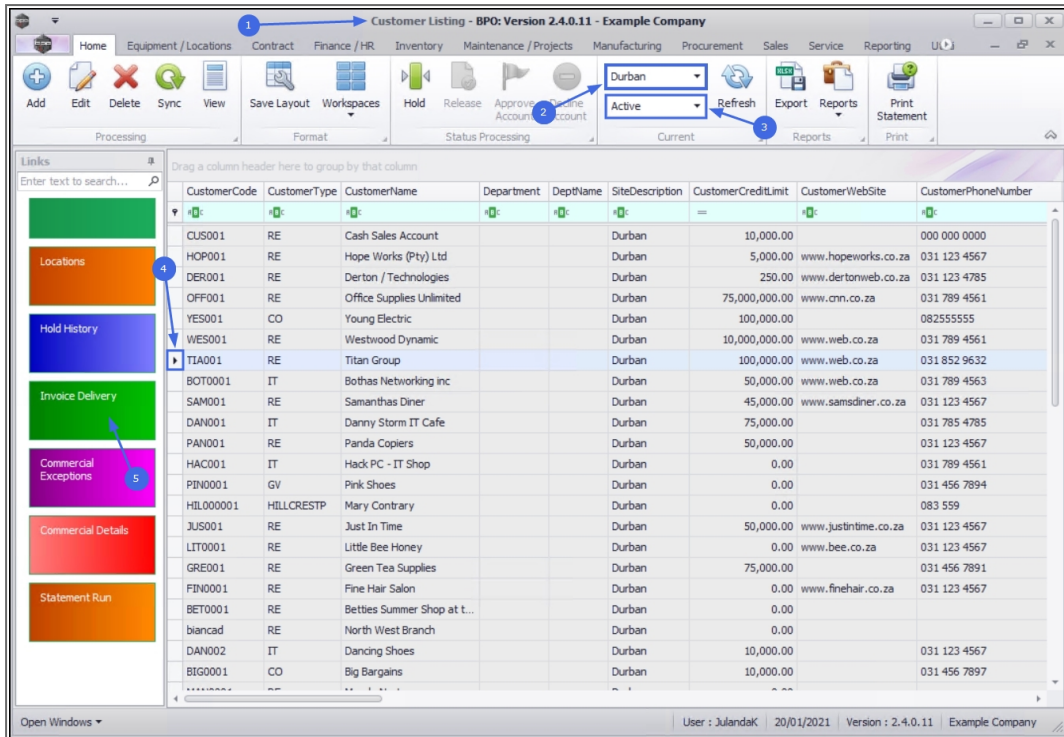 Customer Listing - BPO: Version 2.4.0.11 - Example Company
1
Home Equipment / Locations Contract Finance / HR Inventory Maintenance / Projects Manufacturing Procurement Sales Service Reporting
Add Edit Delete Sync View Save Layout Workspaces Hold Release Approve Account Decline Account
Durban
Active
2
3
Refresh Export Reports Print Statement
Processing Format Status Processing Current Reports Print
Links
Enter text to search...
Drag a column header here to group by that column
CustomerCode CustomerType CustomerName Department DeptName SiteDescription CustomerCreditLimit CustomerWebSite CustomerPhoneNumber
CUS001 RE Cash Sales Account Durban 10,000.00 000 000 0000
HOP001 RE Hope Works (Pty) Ltd Durban 5,000.00 www.hopeworks.co.za 031 123 4567
DER001 RE Derton / Technologies Durban 250.00 www.dertonweb.co.za 031 123 4785
OFF001 RE Office Supplies Unlimited Durban 75,000,000.00 www.cnn.co.za 031 789 4561
YES001 CO Young Electric Durban 100,000.00 082555555
WES001 RE Westwood Dynamic Durban 10,000,000.00 www.web.co.za 031 789 4561
TIA001 RE Titan Group Durban 100,000.00 www.web.co.za 031 852 9632
BOT0001 IT Bothas Networking inc Durban 50,000.00 www.web.co.za 031 789 4563
SAM001 RE Samanthas Diner Durban 45,000.00 www.samsdiner.co.za 031 123 4567
DAN001 IT Danny Storm IT Cafe Durban 75,000.00 031 785 4785
PAN001 RE Panda Copiers Durban 50,000.00 031 123 4567
HAC001 IT Hack PC - IT Shop Durban 0.00 031 789 4561
PIN0001 GV Pink Shoes Durban 0.00 031 456 7894
HIL000001 HILLCRESTP Mary Contrary Durban 0.00 083 559
JUS001 RE Just In Time Durban 50,000.00 www.justintime.co.za 031 123 4567
LIT0001 RE Little Bee Honey Durban 0.00 www.bee.co.za 031 123 4567
GRE001 RE Green Tea Supplies Durban 75,000.00 031 456 7891
FIN0001 RE Fine Hair Salon Durban 0.00 www.finehair.co.za 031 123 4567
BET0001 RE Betties Summer Shop at t... Durban 0.00
biancad RE North West Branch Durban 0.00
DAN002 IT Dancing Shoes Durban 10,000.00 031 123 4567
BIG0001 CO Big Bargains Durban 10,000.00 031 456 7897
Locations
4
Hold History
Invoice Delivery
Commercial Exceptions
5
Commercial Details
Statement Run
Open Windows User : JulandaK 20/01/2021 Version : 2.4.0.11 Example Company